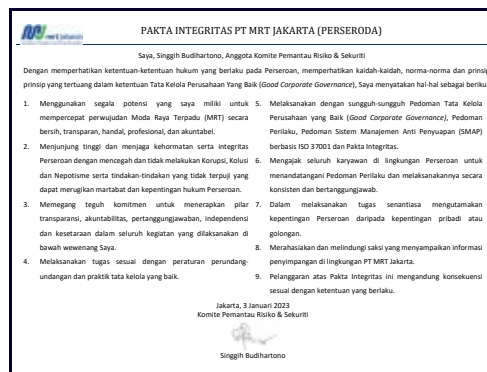 PAKTA INTEGRITAS PT MRT JAKARTA (PERSERODA)
Saya, Singgih Budihartono, Anggota Komite Pemantau Risiko & Sekuriti
Dengan memperhatikan ketentuan-ketentuan hukum yang berlaku pada Perseroan, memperhatikan kaidah-kaidah, norma-norma dan prinsip
prinsip yang tertuang dalam ketentuan Tata Kelola Perusahaan Yang Baik (Good Corporate Governance), Saya menyatakan hal-hal sebagai beriku
1. Menggunakan segala potensi yang saya miliki untuk
mempercepat perwujudan Moda Raya Terpadu (MRT) secara
bersih, transparan, handal, profesional, dan akuntabel.
2. Menjunjung tinggi dan menjaga kehormatan serta integritas
Perseroan dengan mencegah dan tidak melakukan Korupsi, Kolusi
dan Nepotisme serta tindakan-tindakan yang tidak terpuji yang
dapat merugikan martabat dan kepentingan hukum Perseroan.
3. Memegang teguh komitmen untuk menerapkan pilar
transparansi, akuntabilitas, pertanggungjawaban, independensi
dan kesetaraan dalam seluruh kegiatan yang dilaksanakan di
bawah wewenang Saya.
4. Melaksanakan tugas sesuai dengan peraturan perundang-
undangan dan praktik tata kelola yang baik.
5. Melaksanakan dengan sungguh-sungguh Pedoman Tata Kelola
Perusahaan yang Baik (Good Corporate Governance), Pedoman
Perilaku, Pedoman Sistem Manajemen Anti Penyuapan (SMAP)
berbasis ISO 37001 dan Pakta Integritas.
6. Mengajak seluruh karyawan di lingkungan Perseroan untuk
menandatangani Pedoman Perilaku dan melaksanakannya secara
konsisten dan bertanggungjawab.
7. Dalam melaksanakan tugas senantiasa mengutamakan
kepentingan Perseroan daripada kepentingan pribadi atau
golongan.
8. Merahasiakan dan melindungi saksi yang menyampaikan informasi
penyimpangan di lingkungan PT MRT Jakarta.
9. Pelanggaran atas Pakta Integritas ini mengandung konsekuensi
sesuai dengan ketentuan yang berlaku.
Jakarta, 3 Januari 2023
Komite Pemantau Risiko & Sekuriti
Singgih Budihartono